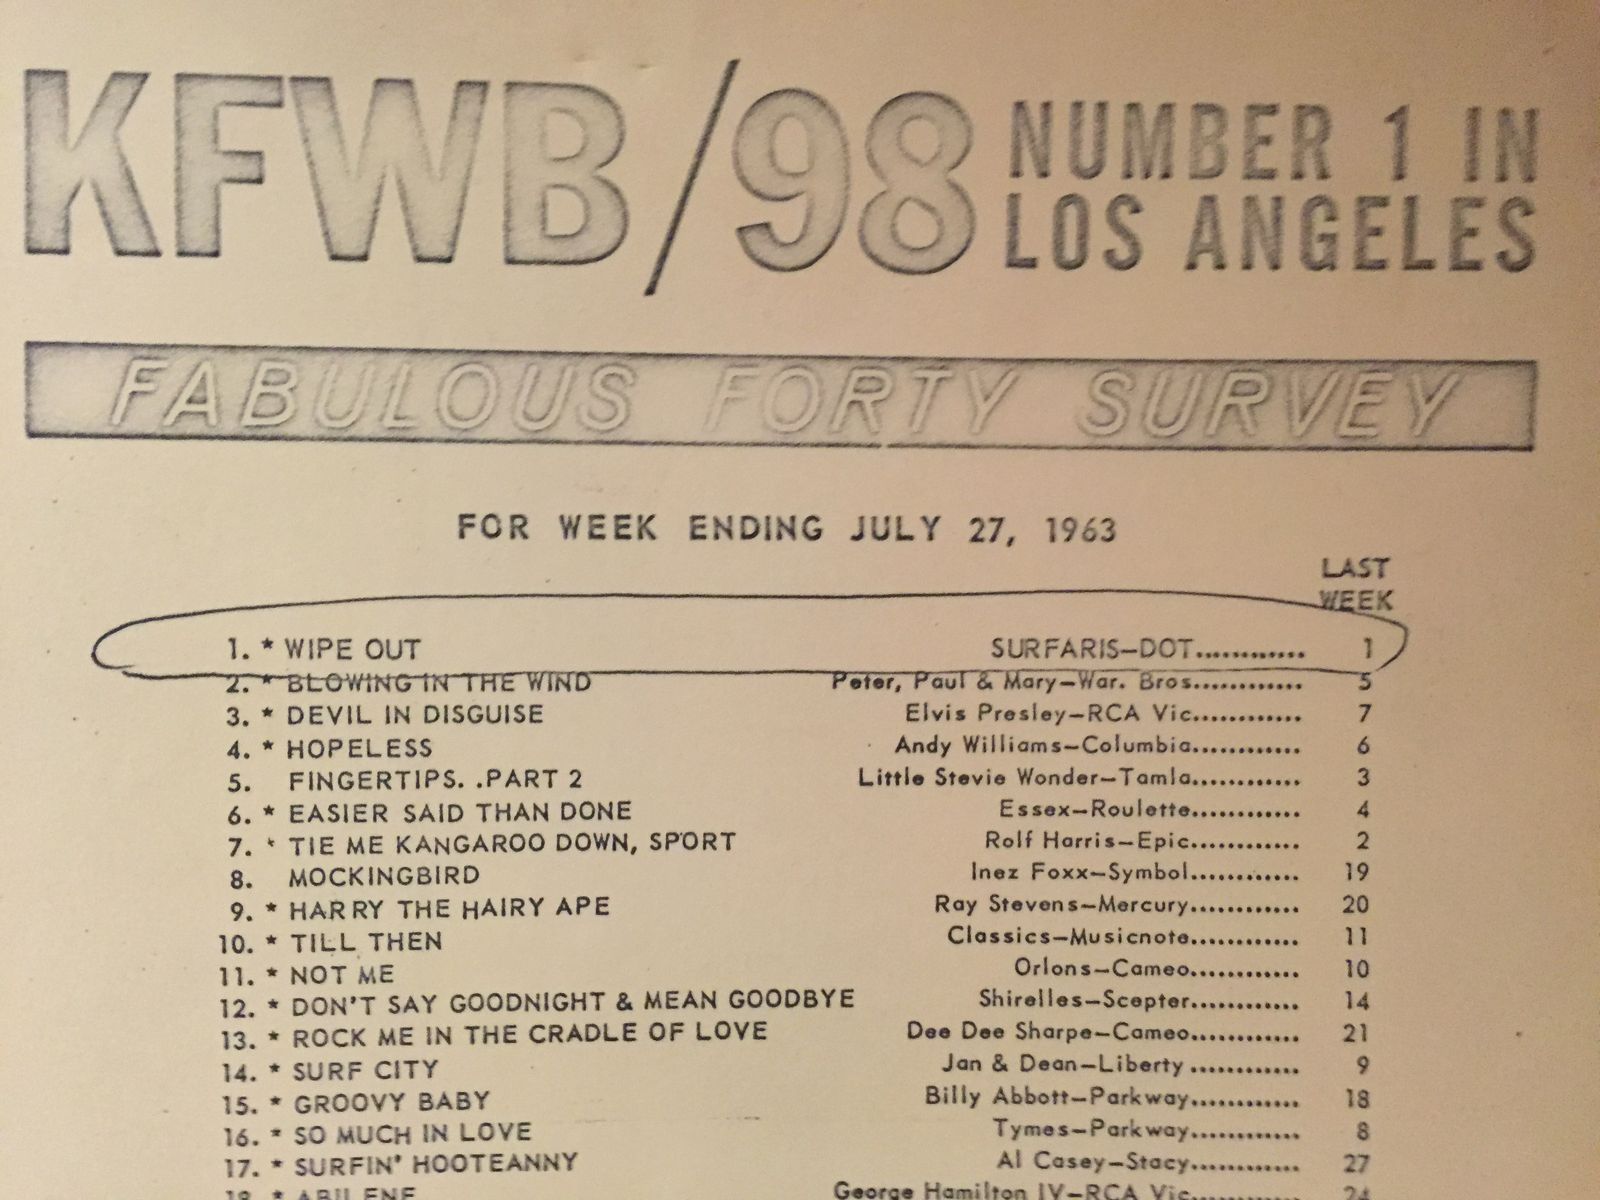 KFWB/98 NUMBER 1 IN LOS ANGELES
FABULOUS FORTY SURVEY
FOR WEEK ENDING JULY 27, 1963
LAST
WEEK
1. * WIPE OUT SURFARIS—DOT............ 1
2. * BLOWING IN THE WIND Peter, Paul & Mary—War. Bros............ 5
3. * DEVIL IN DISGUISE Elvis Presley—RCA Vic............ 7
4. * HOPELESS Andy Williams—Columbia............ 6
5. FINGERTIPS. .PART 2 Little Stevie Wonder—Tamla............ 3
6. * EASIER SAID THAN DONE Essex—Roulette............ 4
7. * TIE ME KANGAROO DOWN, SPORT Rolf Harris—Epic............ 2
8. MOCKINGBIRD Inez Foxx—Symbol............ 19
9. * HARRY THE HAIRY APE Ray Stevens—Mercury............ 20
10. * TILL THEN Classics—Musicnote............ 11
11. * NOT ME Orlons—Cameo............ 10
12. * DON'T SAY GOODNIGHT & MEAN GOODBYE Shirelles—Scepter............ 14
13. * ROCK ME IN THE CRADLE OF LOVE Dee Dee Sharpe—Cameo............ 21
14. * SURF CITY Jan & Dean—Liberty............ 9
15. * GROOVY BABY Billy Abbott—Parkway............ 18
16. * SO MUCH IN LOVE Tymes—Parkway............ 8
17. * SURFIN' HOOTEANNY Al Casey—Stacy............ 27
18. * ABILENE George Hamilton IV—RCA Vic............ 24